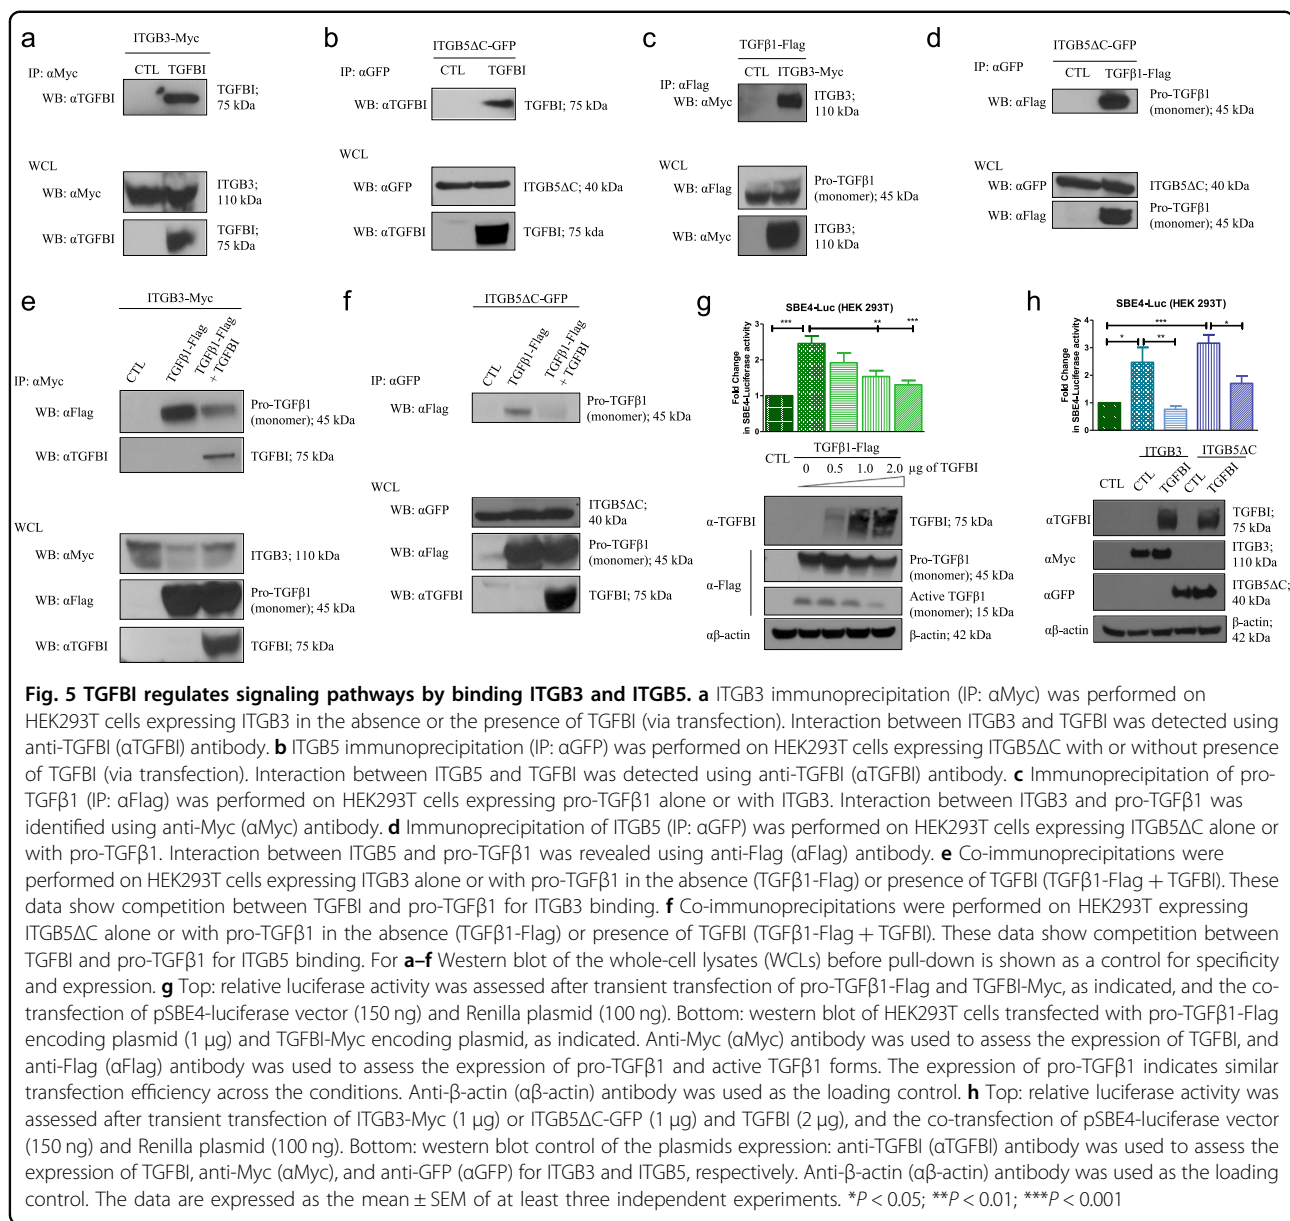 a
ITGB3-Myc
IP: αMyc
CTL TGFBI
WB: αTGFBI
TGFBI;
75 kDa
WCL
WB: αMyc
ITGB3;
110 kDa
WB: αTGFBI
TGFBI;
75 kDa
b
ITGB5ΔC-GFP
IP: αGFP
CTL TGFBI
WB: αTGFBI
TGFBI; 75 kDa
WCL
WB: αGFP
ITGB5ΔC; 40 kDa
WB: αTGFBI
TGFBI; 75 kda
c
TGFβ1-Flag
CTL ITGB3-Myc
IP: αFlag
WB: αMyc
ITGB3;
110 kDa
WCL
WB: αFlag
Pro-TGFβ1
(monomer); 45 kDa
WB: αMyc
ITGB3;
110 kDa
d
ITGB5ΔC-GFP
IP: αGFP
CTL TGFβ1-Flag
WB: αFlag
Pro-TGFβ1
(monomer); 45 kDa
WCL
WB: αGFP
ITGB5ΔC; 40 kDa
WB: αFlag
Pro-TGFβ1
(monomer); 45 kDa
e
ITGB3-Myc
CTL
TGFβ1-Flag
TGFβ1-Flag
+ TGFBI
IP: αMyc
WB: αFlag
Pro-TGFβ1
(monomer); 45 kDa
WB: αTGFBI
TGFBI; 75 kDa
WCL
WB: αMyc
ITGB3; 110 kDa
WB: αFlag
Pro-TGFβ1
(monomer); 45 kDa
WB: αTGFBI
TGFBI; 75 kDa
f
ITGB5ΔC-GFP
CTL
TGFβ1-Flag
TGFβ1-Flag
+ TGFBI
IP: αGFP
WB: αFlag
Pro-TGFβ1
(monomer); 45 kDa
WCL
WB: αGFP
ITGB5ΔC;
40 kDa
WB: αFlag
Pro-TGFβ1
(monomer); 45 kDa
WB: αTGFBI
TGFBI; 75 kDa
g
SBE4-Luc (HEK 293T)
*** ** ***
Fold Change
in SBE4-Luciferase activity
3
2
1
0
TGFβ1-Flag
CTL
0 0.5 1.0 2.0 µg of TGFBI
α-TGFBI
TGFBI; 75 kDa
α-Flag
Pro-TGFβ1
(monomer); 45 kDa
Active TGFβ1
(monomer); 15 kDa
αβ-actin
β-actin; 42 kDa
h
SBE4-Luc (HEK 293T)
***
* ** *
Fold Change
in SBE4-Luciferase activity
4
3
2
1
0
ITGB3 ITGB5ΔC
CTL CTL TGFBI CTL TGFBI
αTGFBI
TGFBI;
75 kDa
αMyc
ITGB3;
110 kDa
αGFP
ITGB5ΔC;
40 kDa
αβ-actin
β-actin;
42 kDa
Fig. 5 TGFBI regulates signaling pathways by binding ITGB3 and ITGB5. a ITGB3 immunoprecipitation (IP: αMyc) was performed on
HEK293T cells expressing ITGB3 in the absence or the presence of TGFBI (via transfection). Interaction between ITGB3 and TGFBI was detected using
anti-TGFBI (αTGFBI) antibody. b ITGB5 immunoprecipitation (IP: αGFP) was performed on HEK293T cells expressing ITGB5ΔC with or without presence
of TGFBI (via transfection). Interaction between ITGB5 and TGFBI was detected using anti-TGFBI (αTGFBI) antibody. c Immunoprecipitation of pro-
TGFβ1 (IP: αFlag) was performed on HEK293T cells expressing pro-TGFβ1 alone or with ITGB3. Interaction between ITGB3 and pro-TGFβ1 was
identified using anti-Myc (αMyc) antibody. d Immunoprecipitation of ITGB5 (IP: αGFP) was performed on HEK293T cells expressing ITGB5ΔC alone or
with pro-TGFβ1. Interaction between ITGB5 and pro-TGFβ1 was revealed using anti-Flag (αFlag) antibody. e Co-immunoprecipitations were
performed on HEK293T cells expressing ITGB3 alone or with pro-TGFβ1 in the absence (TGFβ1-Flag) or presence of TGFBI (TGFβ1-Flag + TGFBI). These
data show competition between TGFBI and pro-TGFβ1 for ITGB3 binding. f Co-immunoprecipitations were performed on HEK293T expressing
ITGB5ΔC alone or with pro-TGFβ1 in the absence (TGFβ1-Flag) or presence of TGFBI (TGFβ1-Flag + TGFBI). These data show competition between
TGFBI and pro-TGFβ1 for ITGB5 binding. For a–f Western blot of the whole-cell lysates (WCLs) before pull-down is shown as a control for specificity
and expression. g Top: relative luciferase activity was assessed after transient transfection of pro-TGFβ1-Flag and TGFBI-Myc, as indicated, and the co-
transfection of pSBE4-luciferase vector (150 ng) and Renilla plasmid (100 ng). Bottom: western blot of HEK293T cells transfected with pro-TGFβ1-Flag
encoding plasmid (1 µg) and TGFBI-Myc encoding plasmid, as indicated. Anti-Myc (αMyc) antibody was used to assess the expression of TGFBI, and
anti-Flag (αFlag) antibody was used to assess the expression of pro-TGFβ1 and active TGFβ1 forms. The expression of pro-TGFβ1 indicates similar
transfection efficiency across the conditions. Anti-β-actin (αβ-actin) antibody was used as the loading control. h Top: relative luciferase activity was
assessed after transient transfection of ITGB3-Myc (1 µg) or ITGB5ΔC-GFP (1 µg) and TGFBI (2 µg), and the co-transfection of pSBE4-luciferase vector
(150 ng) and Renilla plasmid (100 ng). Bottom: western blot control of the plasmids expression: anti-TGFBI (αTGFBI) antibody was used to assess the
expression of TGFBI, anti-Myc (αMyc), and anti-GFP (αGFP) for ITGB3 and ITGB5, respectively. Anti-β-actin (αβ-actin) antibody was used as the loading
control. The data are expressed as the mean ± SEM of at least three independent experiments. *P < 0.05; **P < 0.01; ***P < 0.001